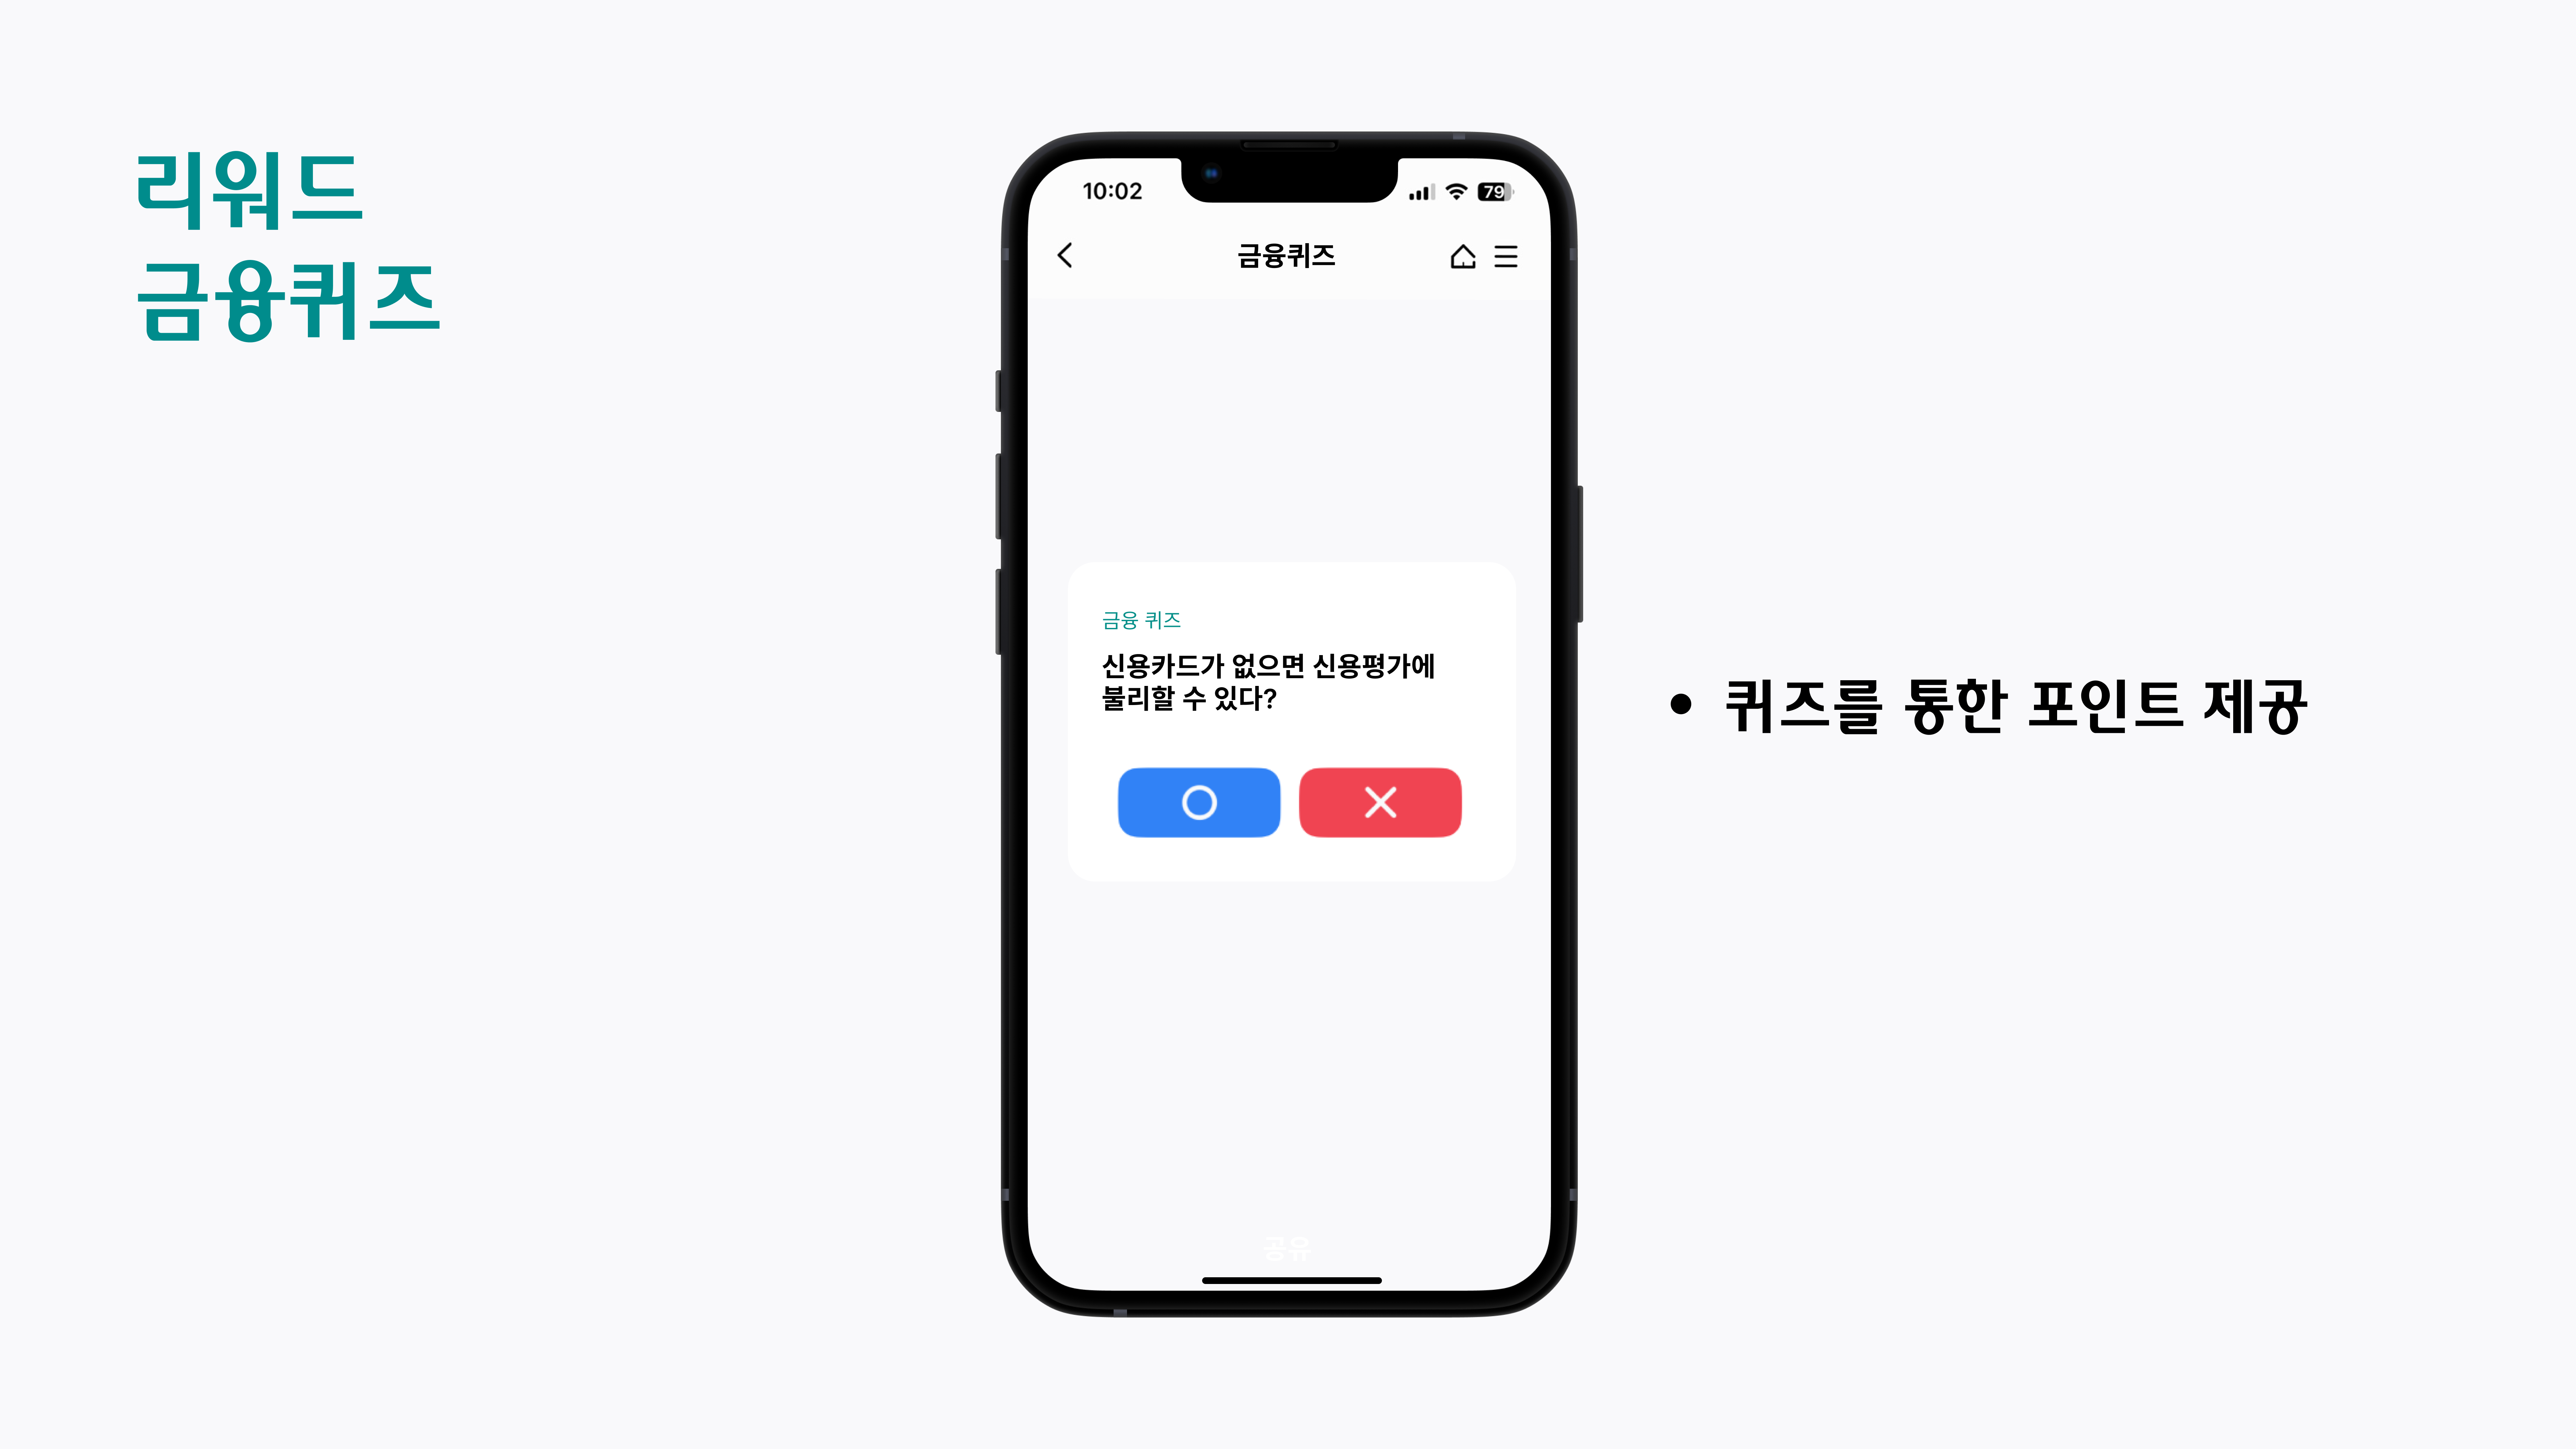 리워드
금융퀴즈
10:02
79
금융퀴즈
금융 퀴즈
신용카드가 없으면 신용평가에
불리할 수 있다?
공유
• 퀴즈를 통한 포인트 제공